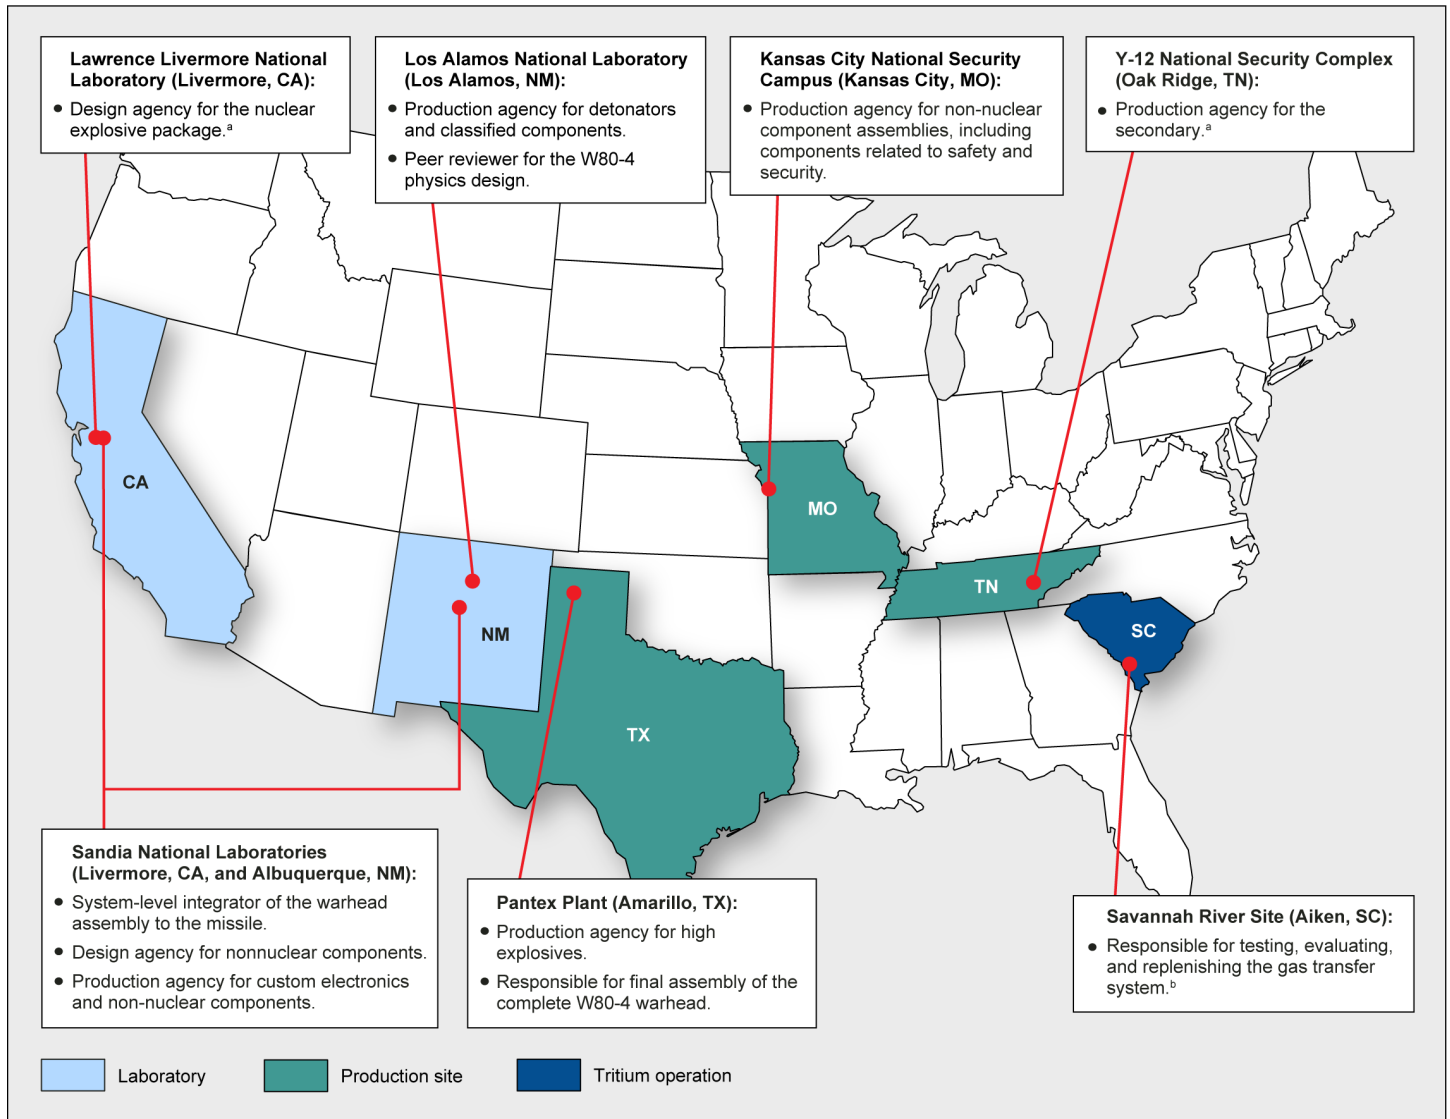 Lawrence Livermore National
Laboratory (Livermore, CA):
• Design agency for the nuclear
explosive package.ᵃ
Los Alamos National Laboratory
(Los Alamos, NM):
• Production agency for detonators
and classified components.
• Peer reviewer for the W80-4
physics design.
Kansas City National Security
Campus (Kansas City, MO):
• Production agency for non-nuclear
component assemblies, including
components related to safety and
security.
Y-12 National Security Complex
(Oak Ridge, TN):
• Production agency for the
secondary.ᵃ
CA
MO
TN
NM
SC
TX
Sandia National Laboratories
(Livermore, CA, and Albuquerque, NM):
• System-level integrator of the warhead
assembly to the missile.
• Design agency for nonnuclear components.
• Production agency for custom electronics
and non-nuclear components.
Pantex Plant (Amarillo, TX):
• Production agency for high
explosives.
• Responsible for final assembly of the
complete W80-4 warhead.
Savannah River Site (Aiken, SC):
• Responsible for testing, evaluating,
and replenishing the gas transfer
system.ᵇ
Laboratory
Production site
Tritium operation